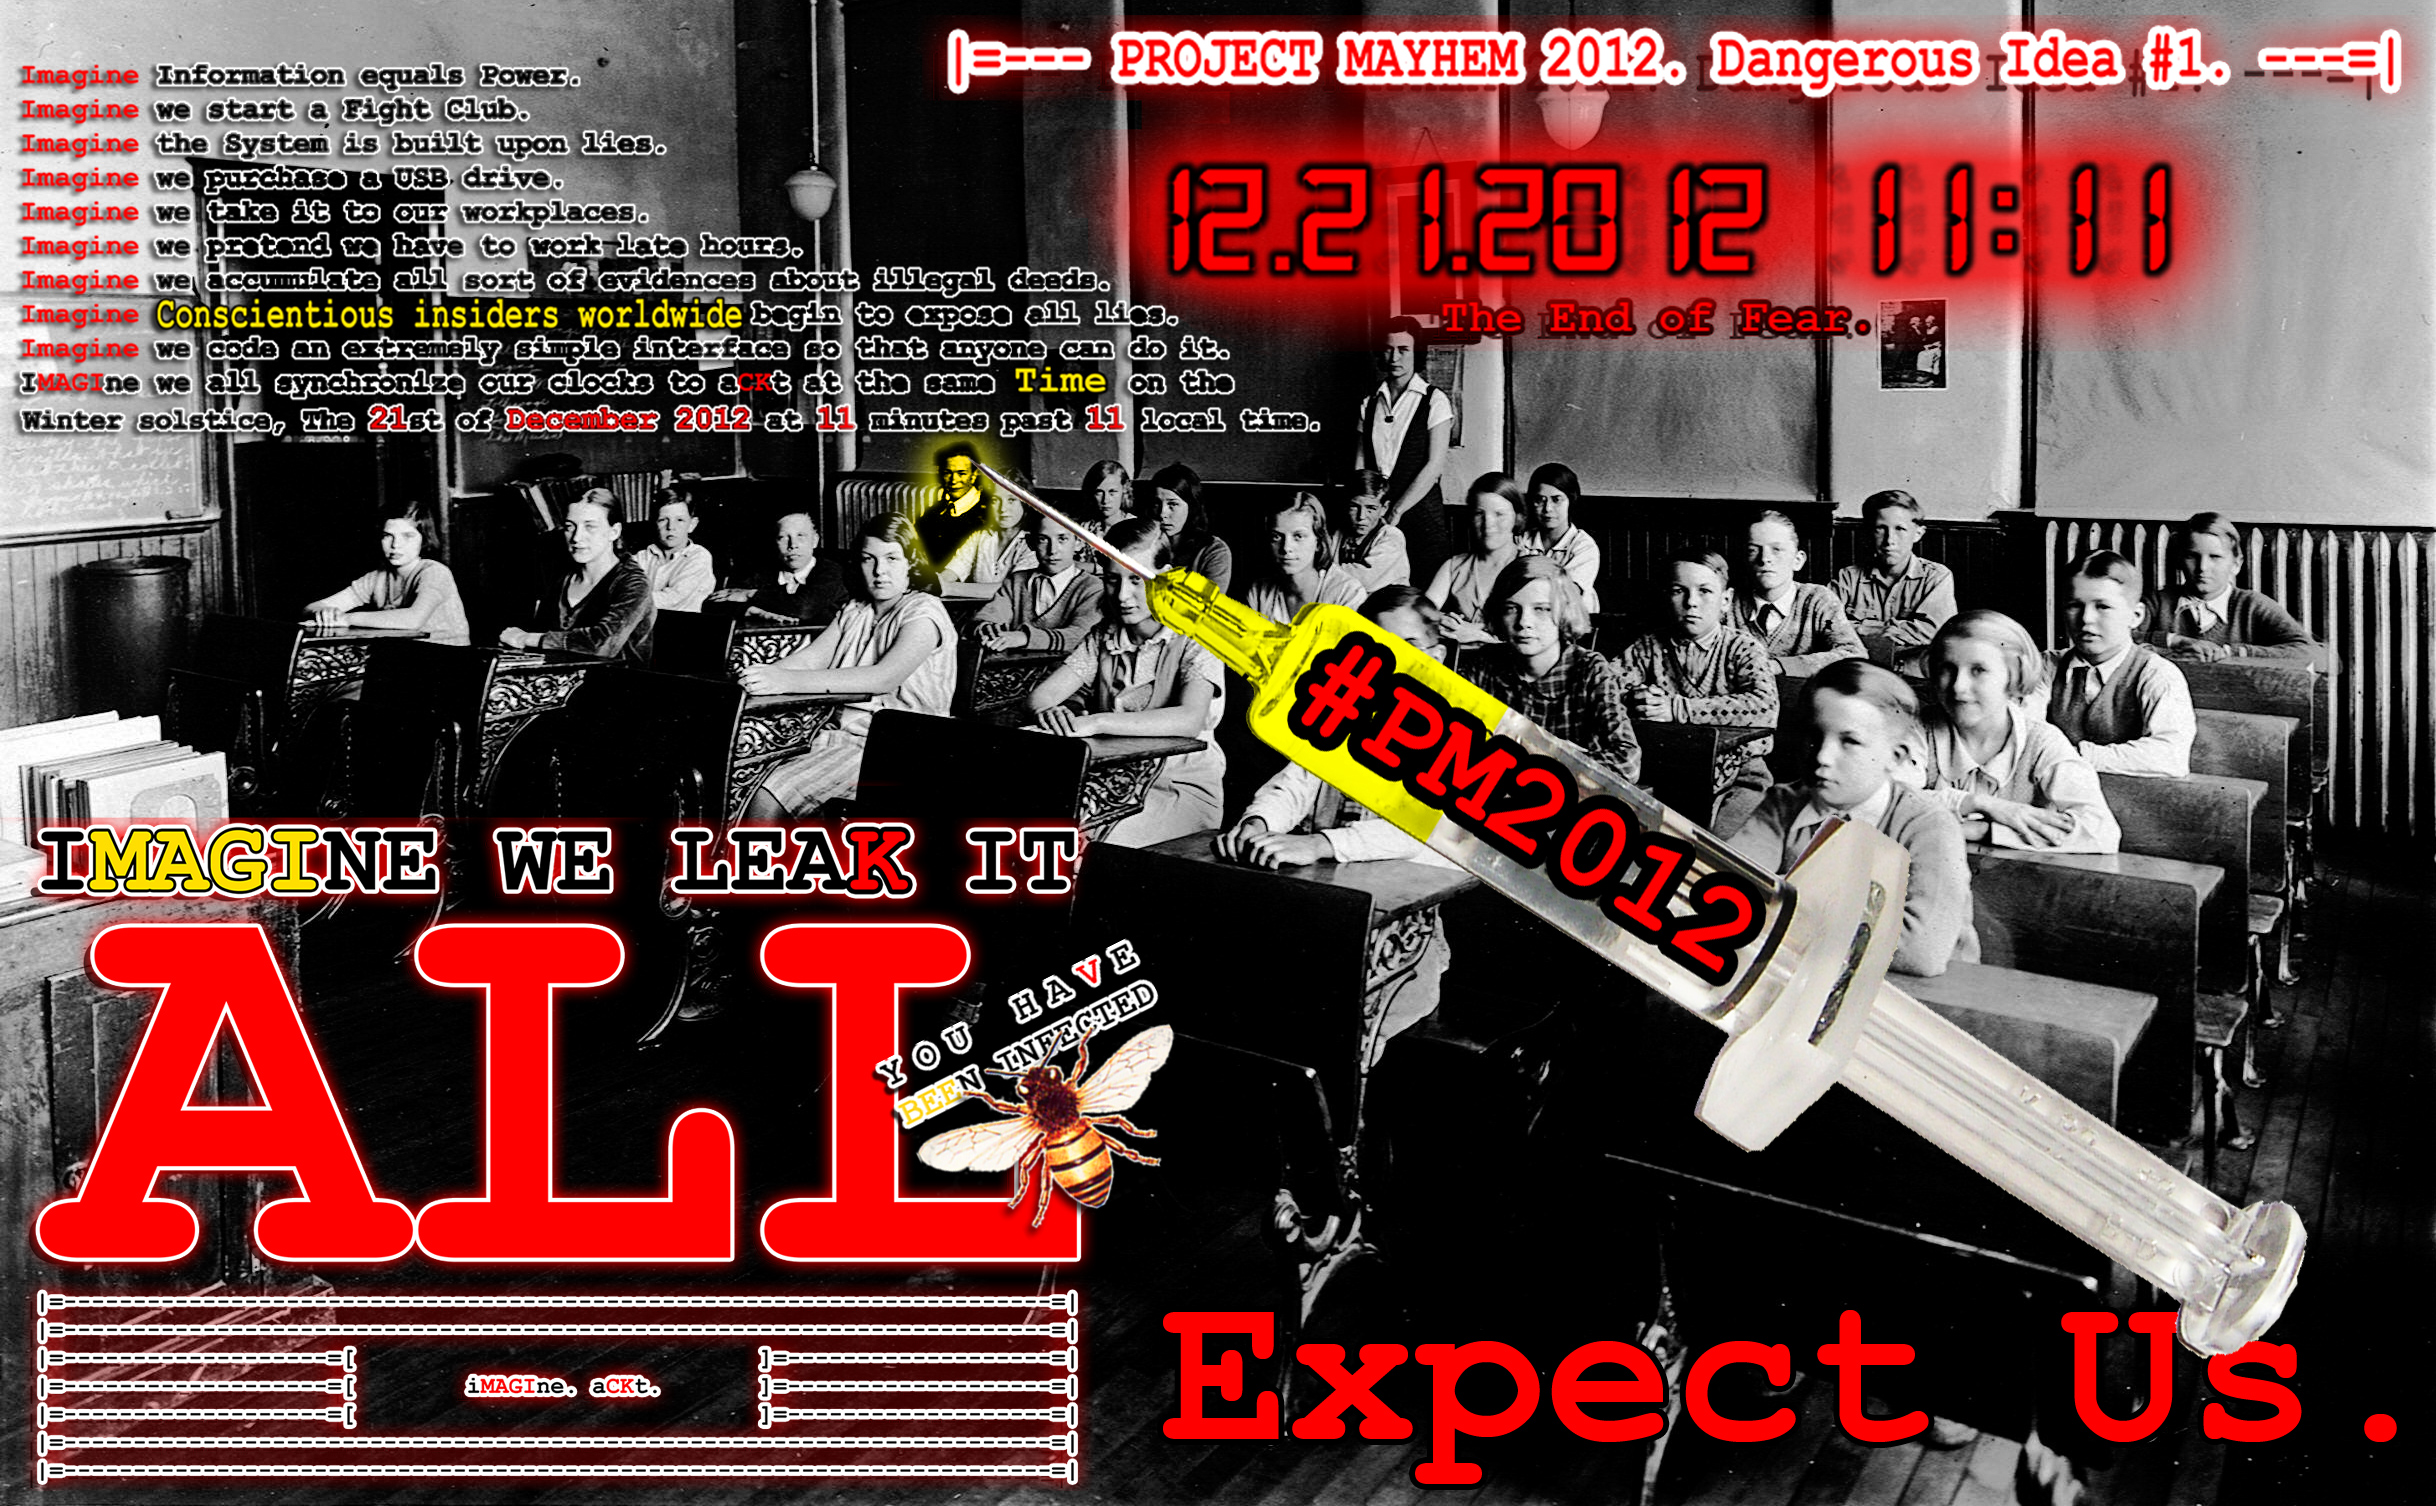 |=--- PROJECT MAYHEM 2012. Dangerous Idea #1. ---=|
Imagine Information equals Power.
Imagine we start a Fight Club.
Imagine the System is built upon lies.
Imagine we purchase a USB drive.
Imagine we take it to our workplaces.
Imagine we pretend we have to work late hours.
Imagine we accumulate all sort of evidences about illegal deeds.
Imagine Conscientious insiders worldwide begin to expose all lies.
Imagine we code an extremely simple interface so that anyone can do it.
IMAGIne we all synchronize our clocks to aCKt at the same Time on the
Winter solstice, The 21st of December 2012 at 11 minutes past 11 local time.
12.21.2012 11:11
The End of Fear.
#PM2012
IMAGINE WE LEAK IT
ALL
YOU HAVE
BEEN INFECTED
iMAGIne. aCKt.
Expect Us.